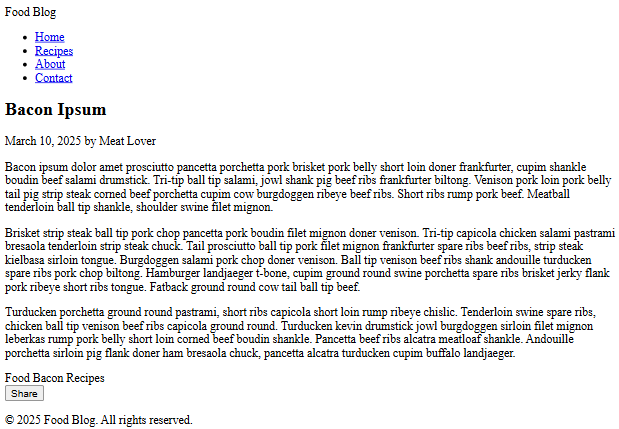 Food Blog
Home
Recipes
About
Contact
Bacon Ipsum
March 10, 2025 by Meat Lover
Bacon ipsum dolor amet prosciutto pancetta porchetta pork brisket pork belly short loin doner frankfurter, cupim shankle
boudin beef salami drumstick. Tri-tip ball tip salami, jowl shank pig beef ribs frankfurter biltong. Venison pork loin pork belly
tail pig strip steak corned beef porchetta cupim cow burgdoggen ribeye beef ribs. Short ribs rump pork beef. Meatball
tenderloin ball tip shankle, shoulder swine filet mignon.
Brisket strip steak ball tip pork chop pancetta pork boudin filet mignon doner venison. Tri-tip capicola chicken salami pastrami
bresaola tenderloin strip steak chuck. Tail prosciutto ball tip pork filet mignon frankfurter spare ribs beef ribs, strip steak
kielbasa sirloin tongue. Burgdoggen salami pork chop doner venison. Ball tip venison beef ribs shank andouille turducken
spare ribs pork chop biltong. Hamburger landjaeger t-bone, cupim ground round swine porchetta spare ribs brisket jerky flank
pork ribeye short ribs tongue. Fatback ground round cow tail ball tip beef.
Turducken porchetta ground round pastrami, short ribs capicola short loin rump ribeye chislic. Tenderloin swine spare ribs,
chicken ball tip venison beef ribs capicola ground round. Turducken kevin drumstick jowl burgdoggen sirloin filet mignon
leberkas rump pork belly short loin corned beef boudin shankle. Pancetta beef ribs alcatra meatloaf shankle. Andouille
porchetta sirloin pig flank doner ham bresaola chuck, pancetta alcatra turducken cupim buffalo landjaeger.
Food Bacon Recipes
Share
© 2025 Food Blog. All rights reserved.